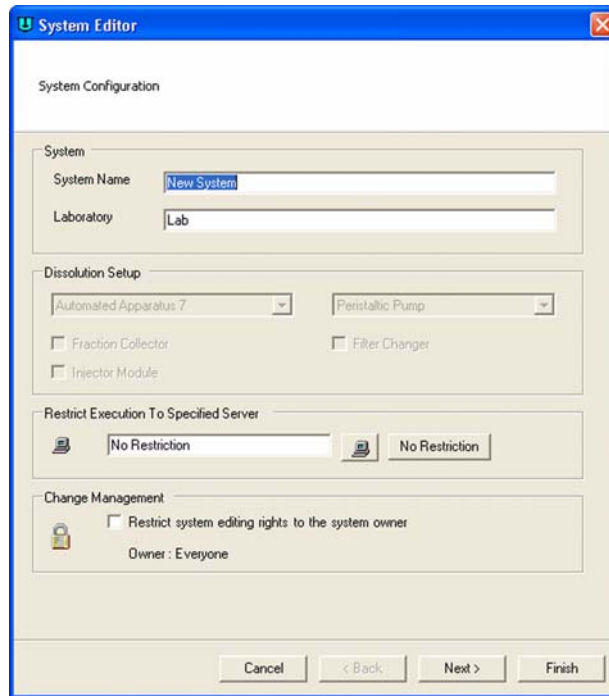 System Editor
System Configuration
System
System Name New System
Laboratory Lab
Dissolution Setup
Automated Apparatus 7 Peristaltic Pump
Fraction Collector Filter Changer
Injector Module
Restrict Execution To Specified Server
No Restriction No Restriction
Change Management
Restrict system editing rights to the system owner
Owner : Everyone
Cancel < Back Next > Finish